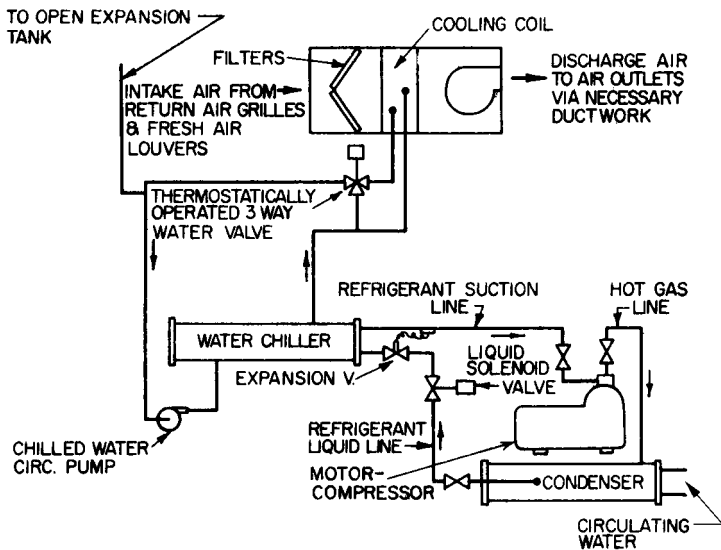 TO OPEN EXPANSION
TANK
COOLING COIL
FILTERS
INTAKE AIR FROM
RETURN AIR GRILLES
& FRESH AIR
LOUVERS
DISCHARGE AIR
TO AIR OUTLETS
VIA NECESSARY
DUCTWORK
THERMOSTATICALLY
OPERATED 3 WAY
WATER VALVE
REFRIGERANT SUCTION
LINE
HOT GAS
LINE
WATER CHILLER
EXPANSION V.
LIQUID
SOLENOID
VALVE
CHILLED WATER
CIRC. PUMP
REFRIGERANT
LIQUID LINE
MOTOR-
COMPRESSOR
CONDENSER
CIRCULATING
WATER